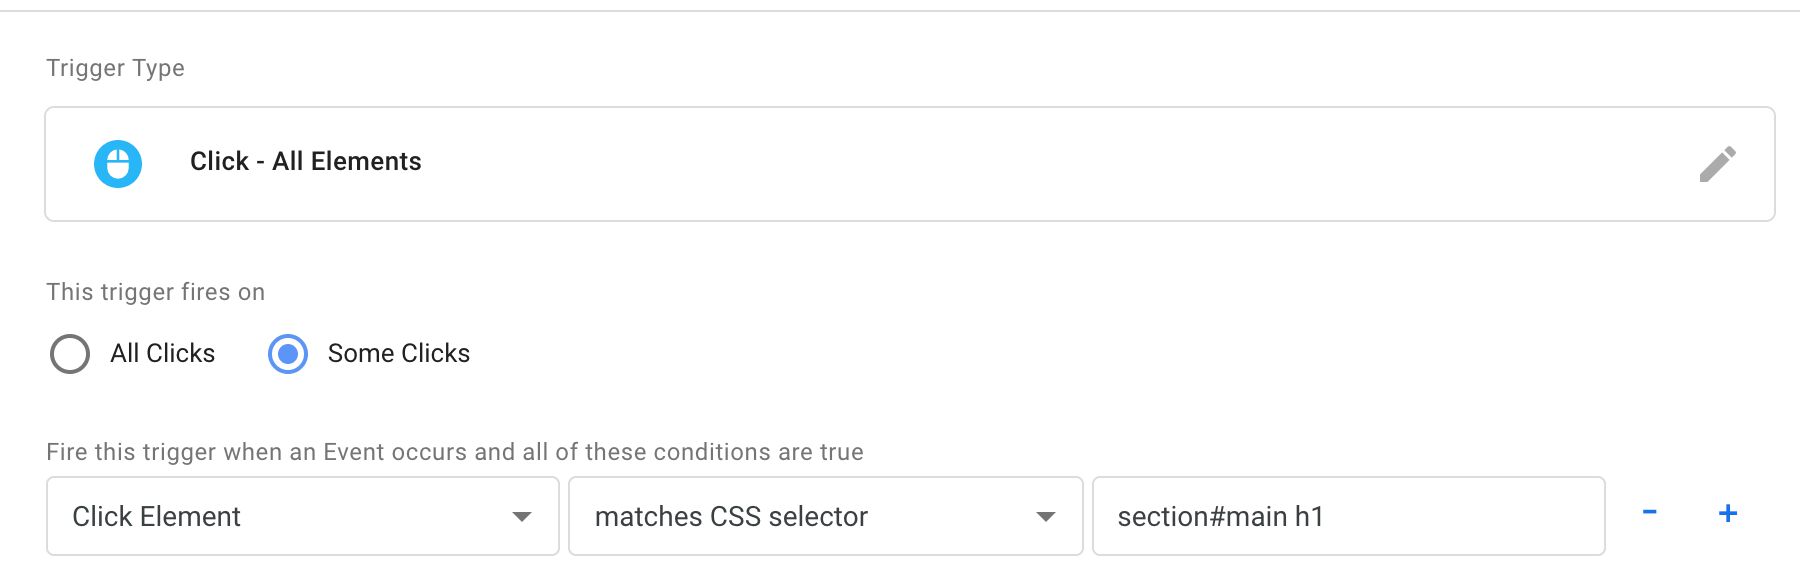 Trigger Type
Click - All Elements
This trigger fires on
All Clicks Some Clicks
Fire this trigger when an Event occurs and all of these conditions are true
Click Element matches CSS selector section#main h1 - +